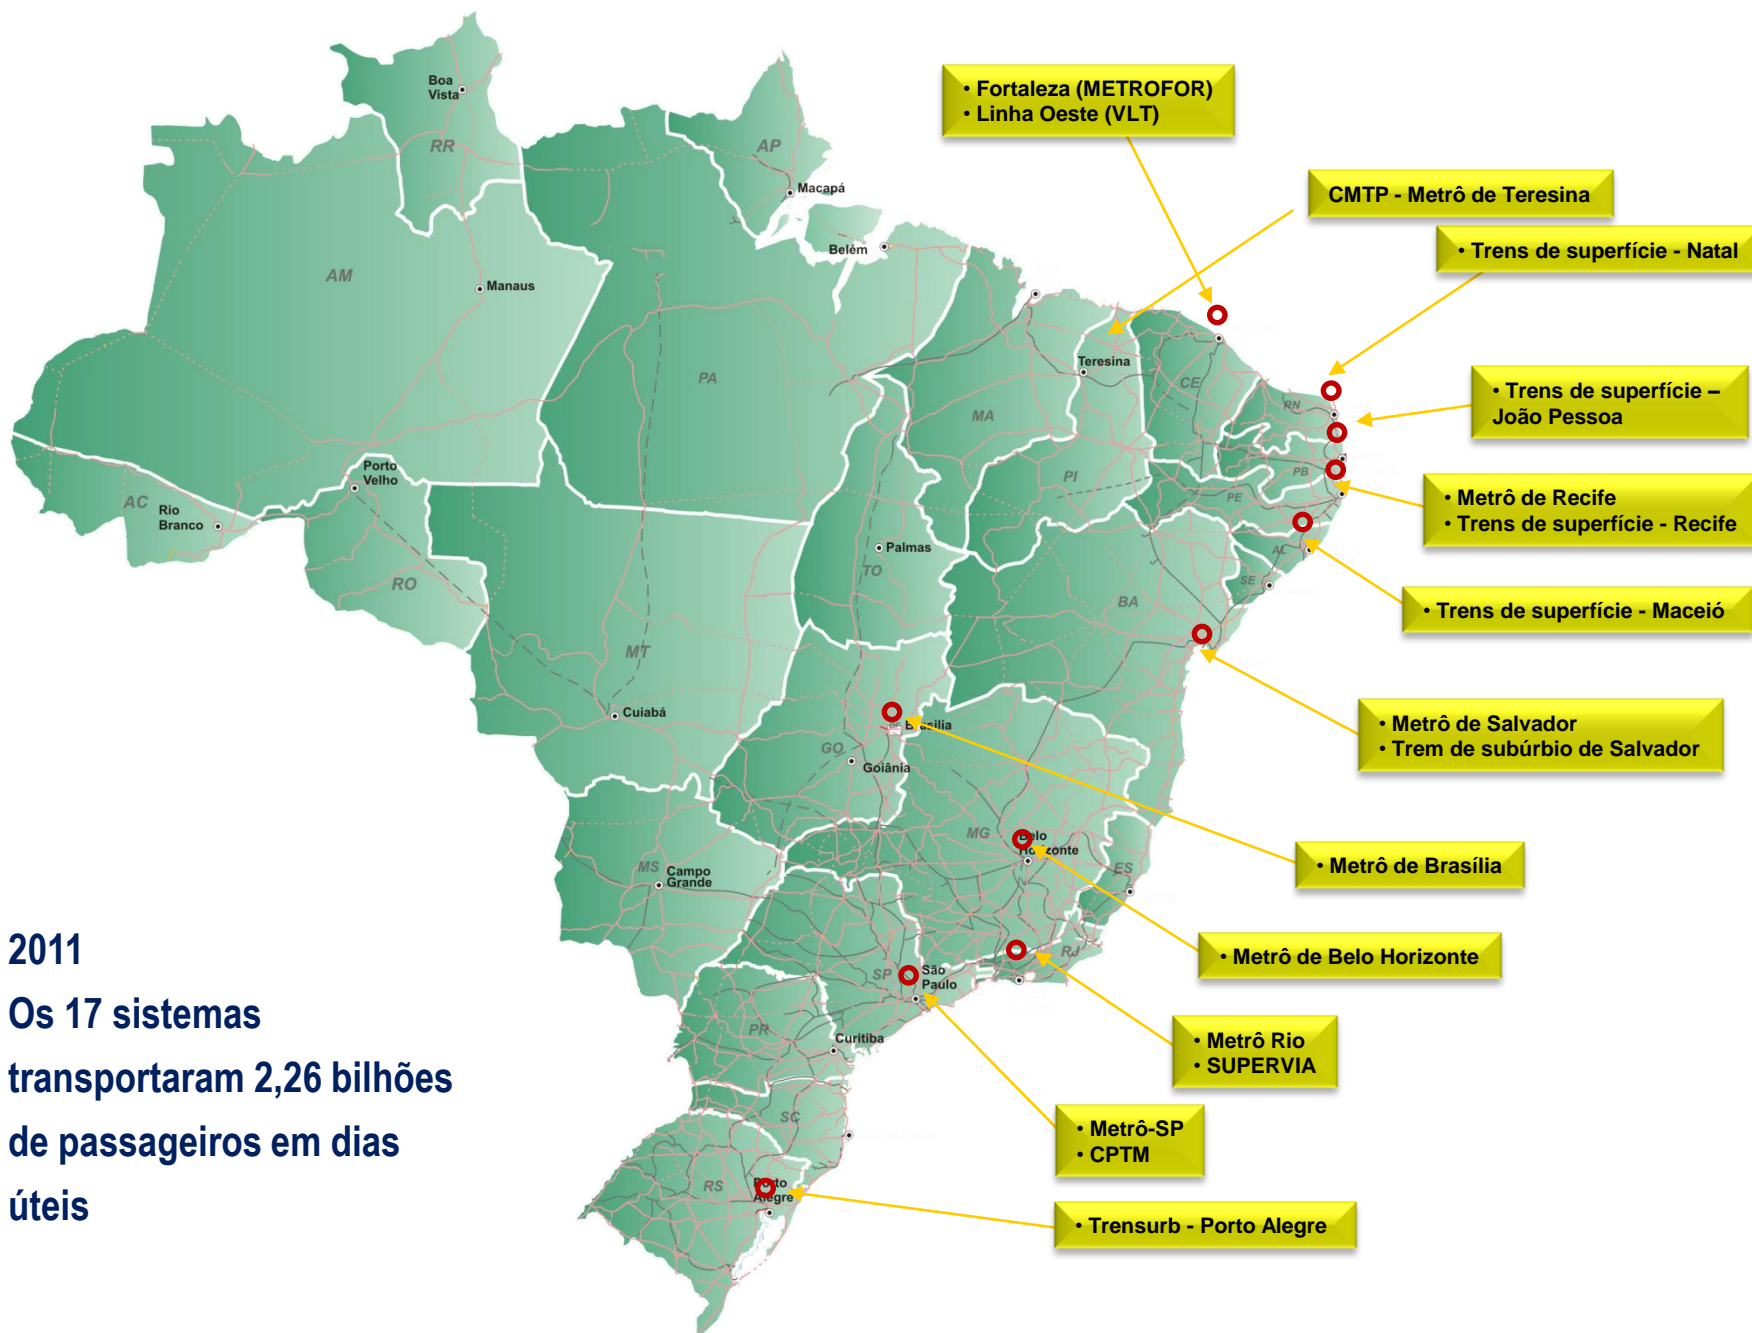 • Fortaleza (METROFOR)
• Linha Oeste (VLT)
CMTP - Metrô de Teresina
• Trens de superfície - Natal
• Trens de superfície –
João Pessoa
• Metrô de Recife
• Trens de superfície - Recife
• Trens de superfície - Maceió
• Metrô de Salvador
• Trem de subúrbio de Salvador
• Metrô de Brasília
• Metrô de Belo Horizonte
• Metrô Rio
• SUPERVIA
• Metrô-SP
• CPTM
• Trensurb - Porto Alegre
Boa
Vista
RR
AP
Macapá
Belém
AM
Manaus
PA
MA
Teresina
CE
RN
PB
PI
PE
AL
SE
AC
Rio
Branco
Porto
Velho
RO
Palmas
TO
BA
MT
Cuiabá
Brasília
GO
Goiânia
MG
Belo
Horizonte
ES
MS
Campo
Grande
RJ
SP
São
Paulo
PR
Curitiba
SC
RS
Porto
Alegre
2011
Os 17 sistemas
transportaram 2,26 bilhões
de passageiros em dias
úteis